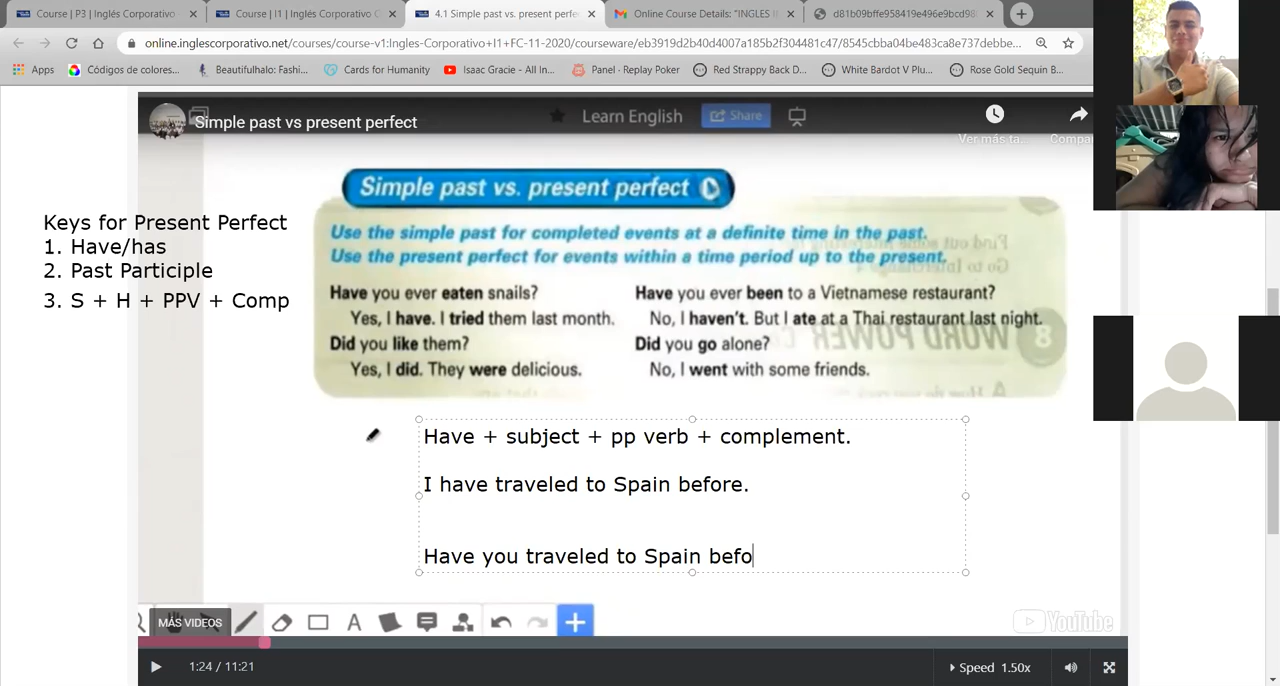 Course | P3 | Inglés Corporativo
Course | I1 | Inglés Corporativo C
4.1 Simple past vs. present perfe
Online Course Details: "INGLES I
d81b09bffe958419e496e9bcd98
online.inglescorporativo.net/courses/course-v1:Ingles-Corporativo+I1+FC-11-2020/courseware/eb3919d2b40d4007a185b2f304481c47/8545cbba04be483ca8e737debbe...
Apps
Códigos de colores...
Beautifulhalo: Fashi...
Cards for Humanity
Isaac Gracie - All In...
Panel · Replay Poker
Red Strappy Back D...
White Bardot V Plu...
Rose Gold Sequin B...
Simple past vs present perfect
Learn English
Share
Ver más ta...
Compa
Simple past vs. present perfect
Keys for Present Perfect
1. Have/has
2. Past Participle
3. S + H + PPV + Comp
Use the simple past for completed events at a definite time in the past.
Use the present perfect for events within a time period up to the present.
Have you ever eaten snails?
Yes, I have. I tried them last month.
Did you like them?
Yes, I did. They were delicious.
Have you ever been to a Vietnamese restaurant?
No, I haven't. But I ate at a Thai restaurant last night.
Did you go alone?
No, I went with some friends.
8 WORD POWER
Have + subject + pp verb + complement.
I have traveled to Spain before.
Have you traveled to Spain befo
MÁS VIDEOS
A
YouTube
1:24 / 11:21
Speed 1.50x